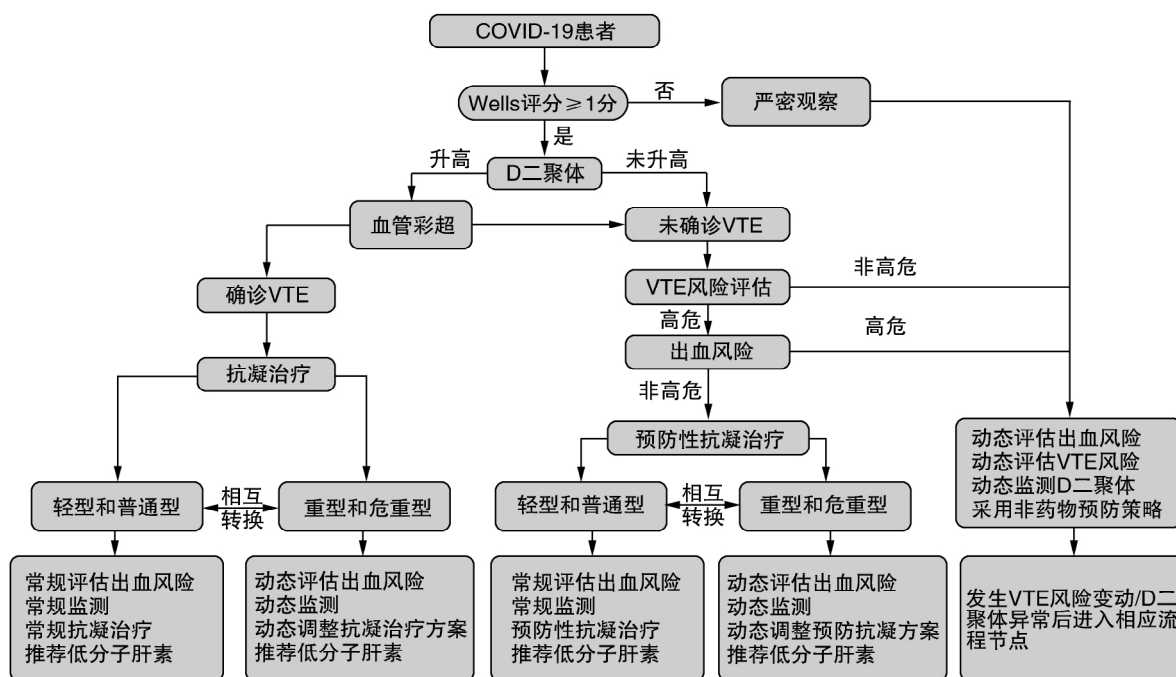 COVID-19患者
Wells评分≥1分
否
严密观察
是
升高
D二聚体
未升高
血管彩超
未确诊VTE
确诊VTE
VTE风险评估
非高危
高危
出血风险
高危
抗凝治疗
非高危
预防性抗凝治疗
动态评估出血风险
动态评估VTE风险
动态监测D二聚体
采用非药物预防策略
轻型和普通型
相互
转换
重型和危重型
轻型和普通型
相互
转换
重型和危重型
常规评估出血风险
常规监测
常规抗凝治疗
推荐低分子肝素
动态评估出血风险
动态监测
动态调整抗凝治疗方案
推荐低分子肝素
常规评估出血风险
常规监测
预防性抗凝治疗
推荐低分子肝素
动态评估出血风险
动态监测
动态调整预防抗凝方案
推荐低分子肝素
发生VTE风险变动/D二
聚体异常后进入相应流
程节点